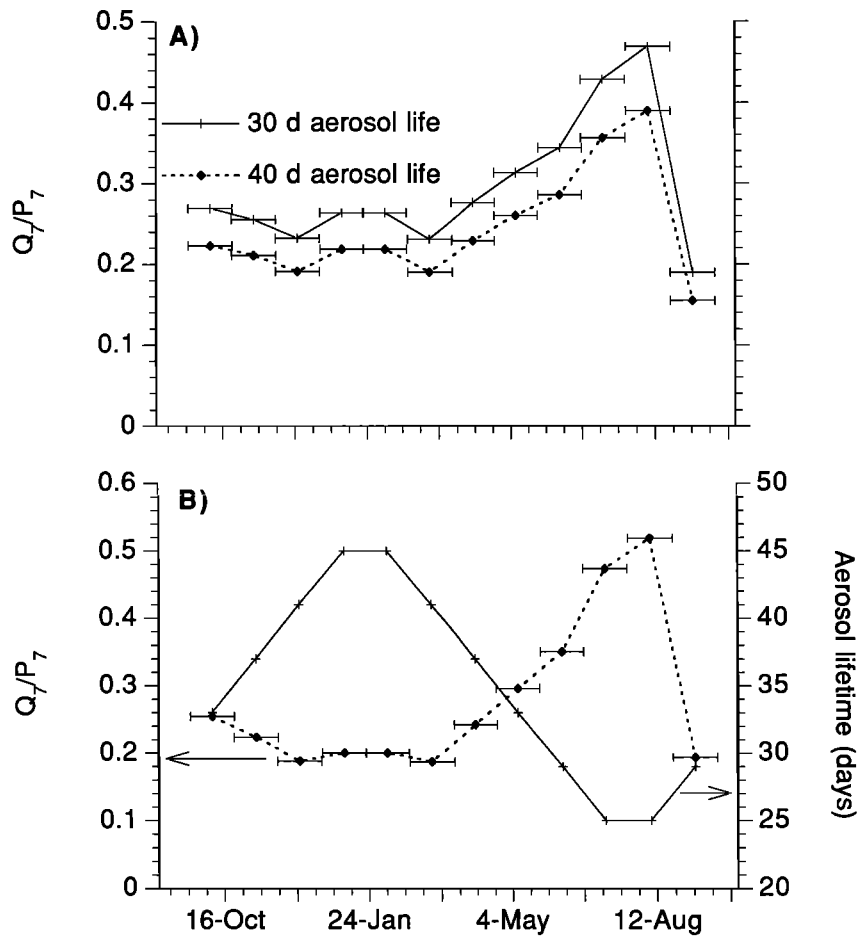 A)
0.5
0.4
0.3
0.2
0.1
0
Q7/P7
30 d aerosol life
40 d aerosol life
B)
0.6
0.5
0.4
0.3
0.2
0.1
0
Q7/P7
50
45
40
35
30
25
20
Aerosol lifetime (days)
16-Oct 24-Jan 4-May 12-Aug